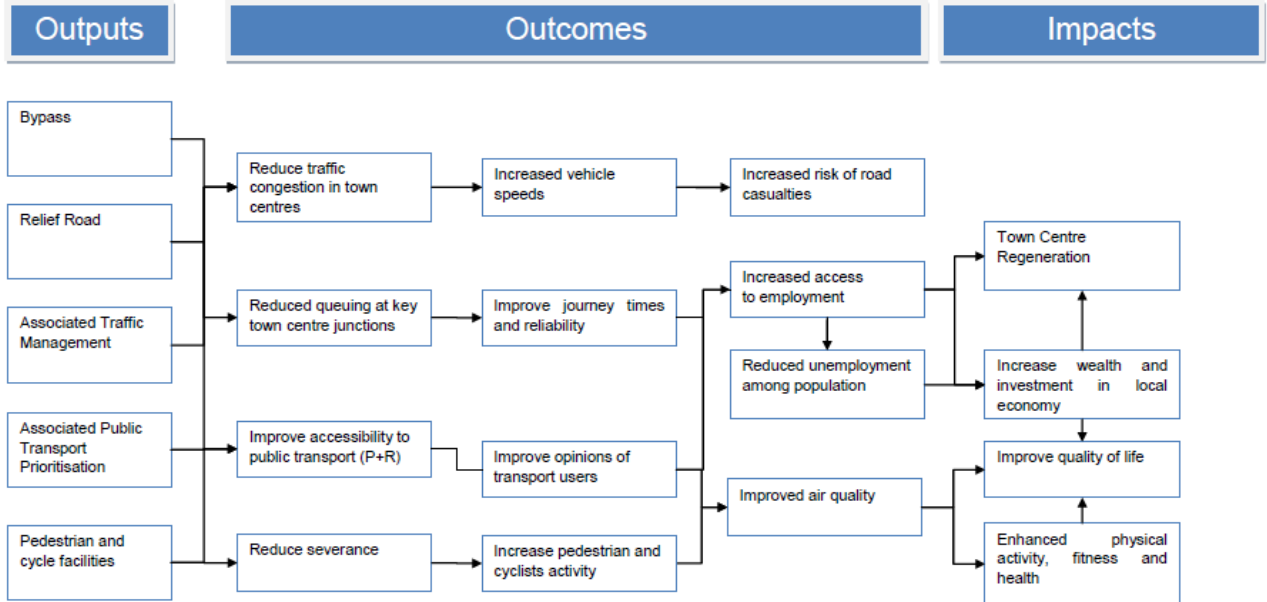 Outputs
Outcomes
Impacts
Bypass
Relief Road
Associated Traffic
Management
Associated Public
Transport
Prioritisation
Pedestrian and
cycle facilities
Reduce traffic
congestion in town
centres
Reduced queuing at key
town centre junctions
Improve accessibility to
public transport (P+R)
Reduce severance
Increased vehicle
speeds
Improve journey times
and reliability
Improve opinions of
transport users
Increase pedestrian and
cyclists activity
Increased risk of road
casualties
Increased access
to employment
Reduced unemployment
among population
Improved air quality
Town Centre
Regeneration
Increase wealth and
investment in local
economy
Improve quality of life
Enhanced physical
activity, fitness and
health